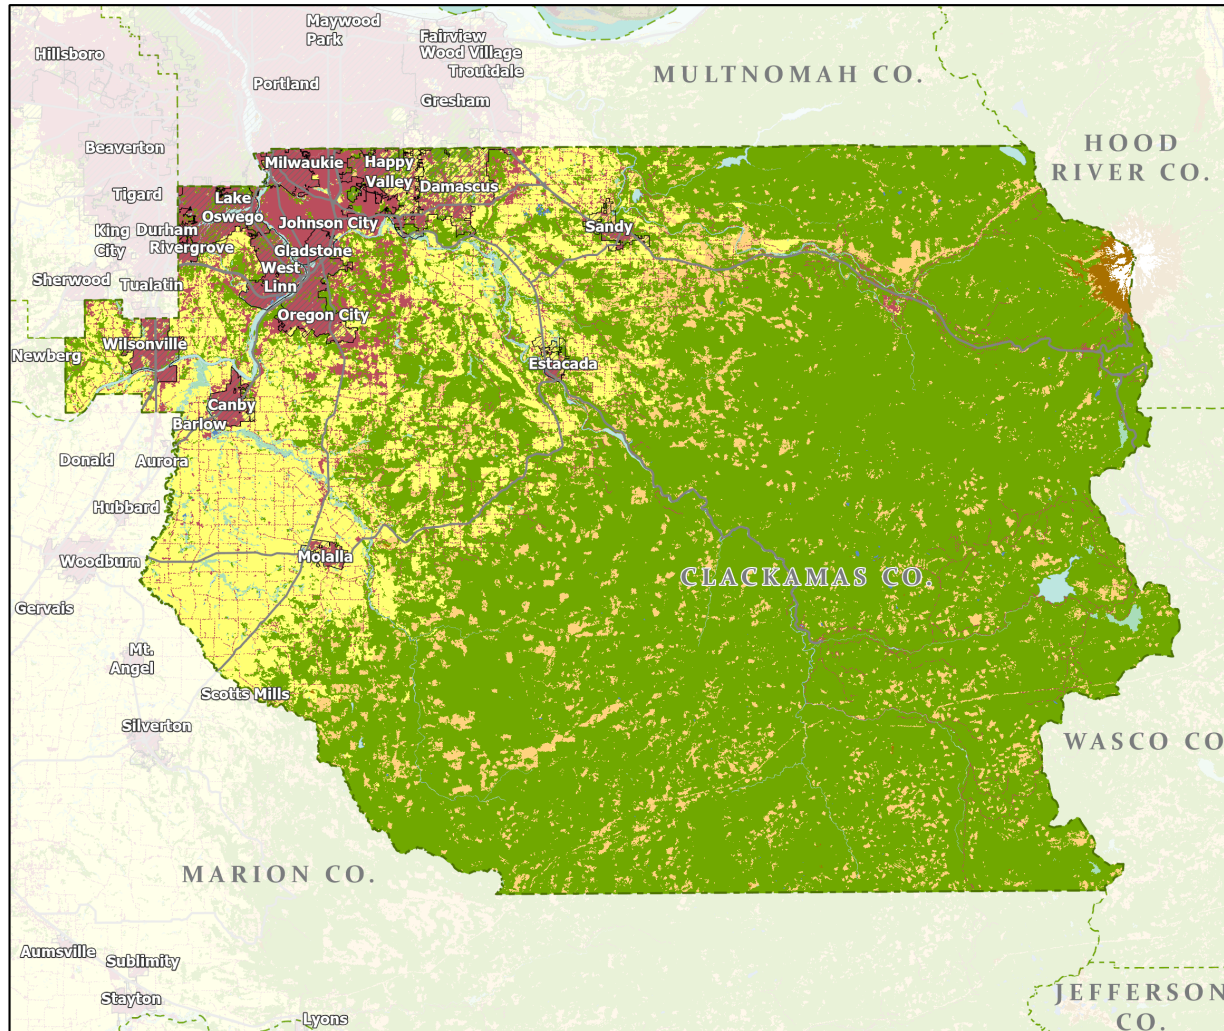 Maywood
Park
Fairview
Wood Village
Troutdale
Hillsboro
Portland
Gresham
MULTNOMAH CO.
HOOD
RIVER CO.
Beaverton
Milwaukie
Happy
Valley
Damascus
Tigard
Lake
Oswego
Johnson City
Sandy
King
City
Durham
Rivergrove
Gladstone
West
Linn
Sherwood
Tualatin
Oregon City
Newberg
Wilsonville
Estacada
Canby
Barlow
Donald
Aurora
Hubbard
Woodburn
Molalla
CLACKAMAS CO.
Gervais
Mt.
Angel
Scotts Mills
Silverton
WASCO CO
MARION CO.
Aumsville
Sublimity
Stayton
Lyons
JEFFERSON
CO.